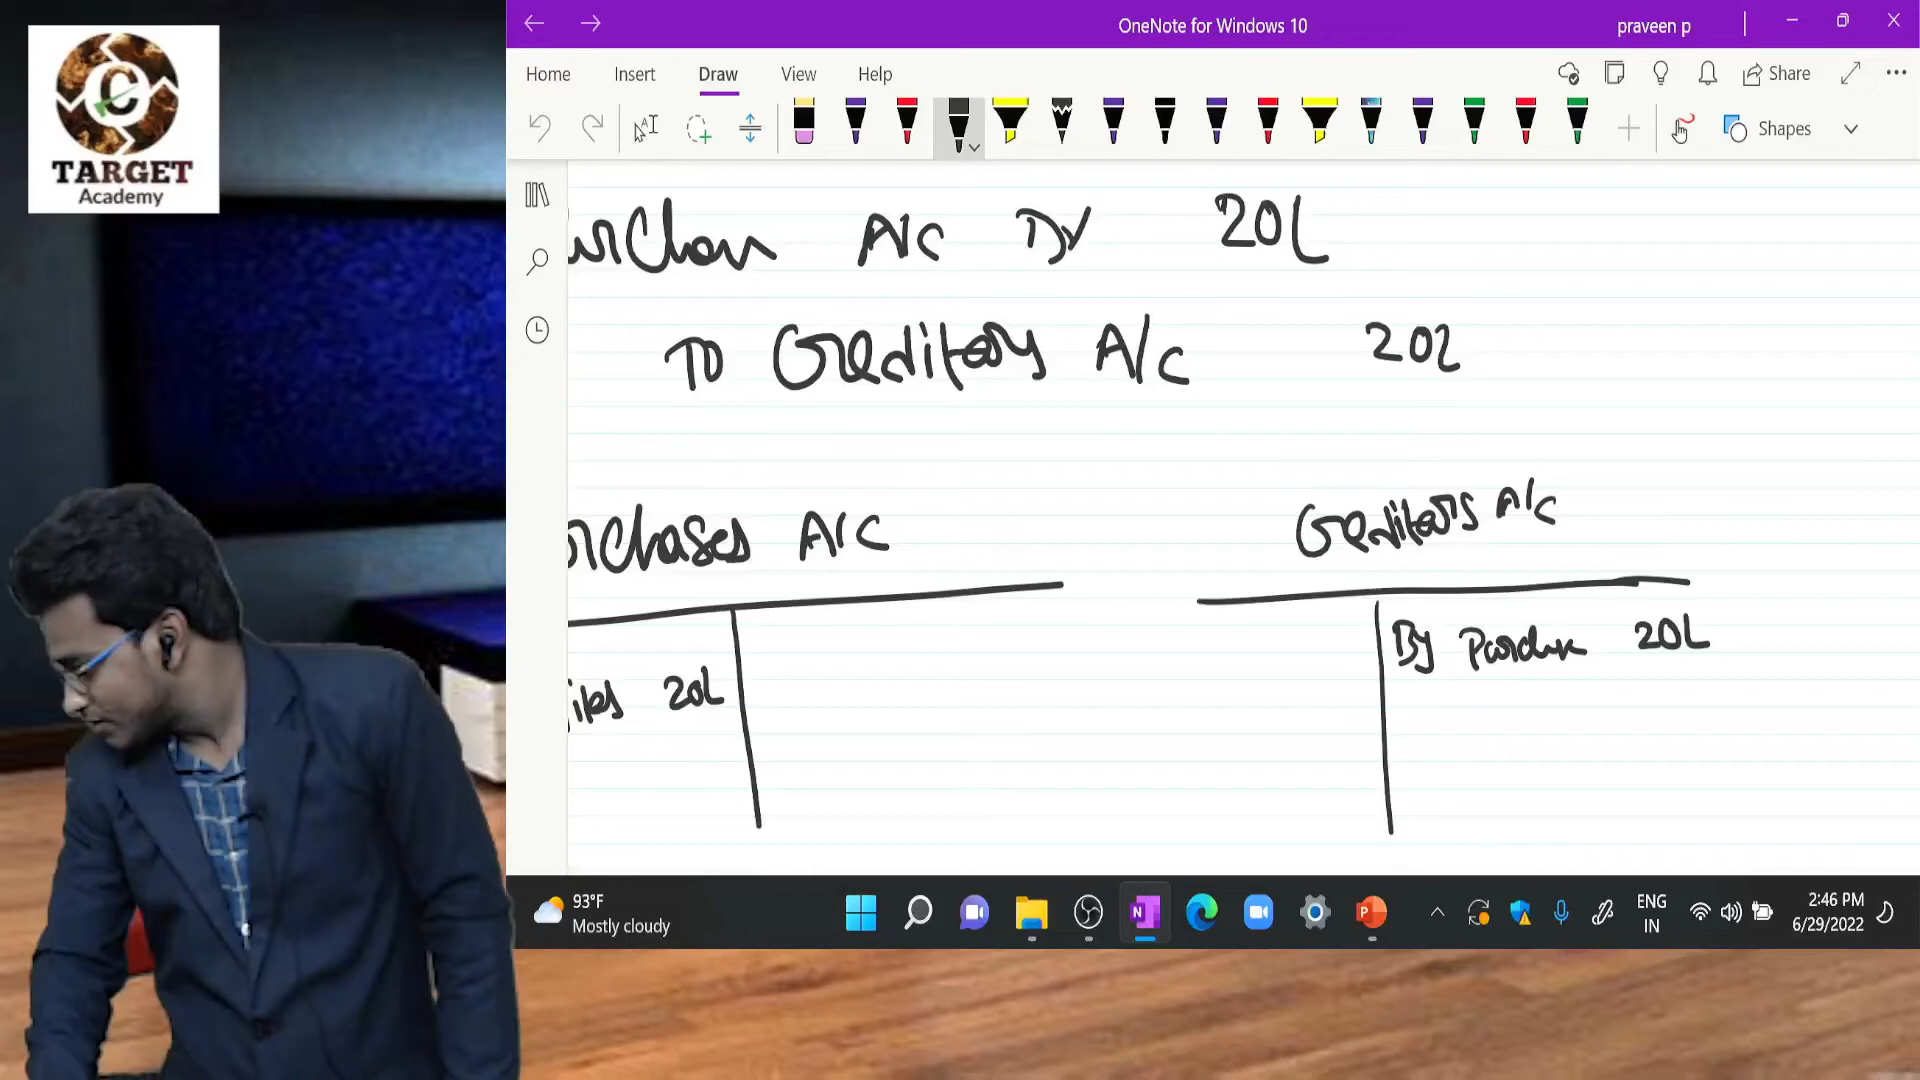 TARGET
Academy
OneNote for Windows 10
praveen p
Home Insert Draw View Help
Share
Shapes
A/c Dr 20L
TO Creditors A/c 20L
rchases A/c
Creditors A/c
By Purchase 20L
20L
93°F
Mostly cloudy
ENG
IN
2:46 PM
6/29/2022